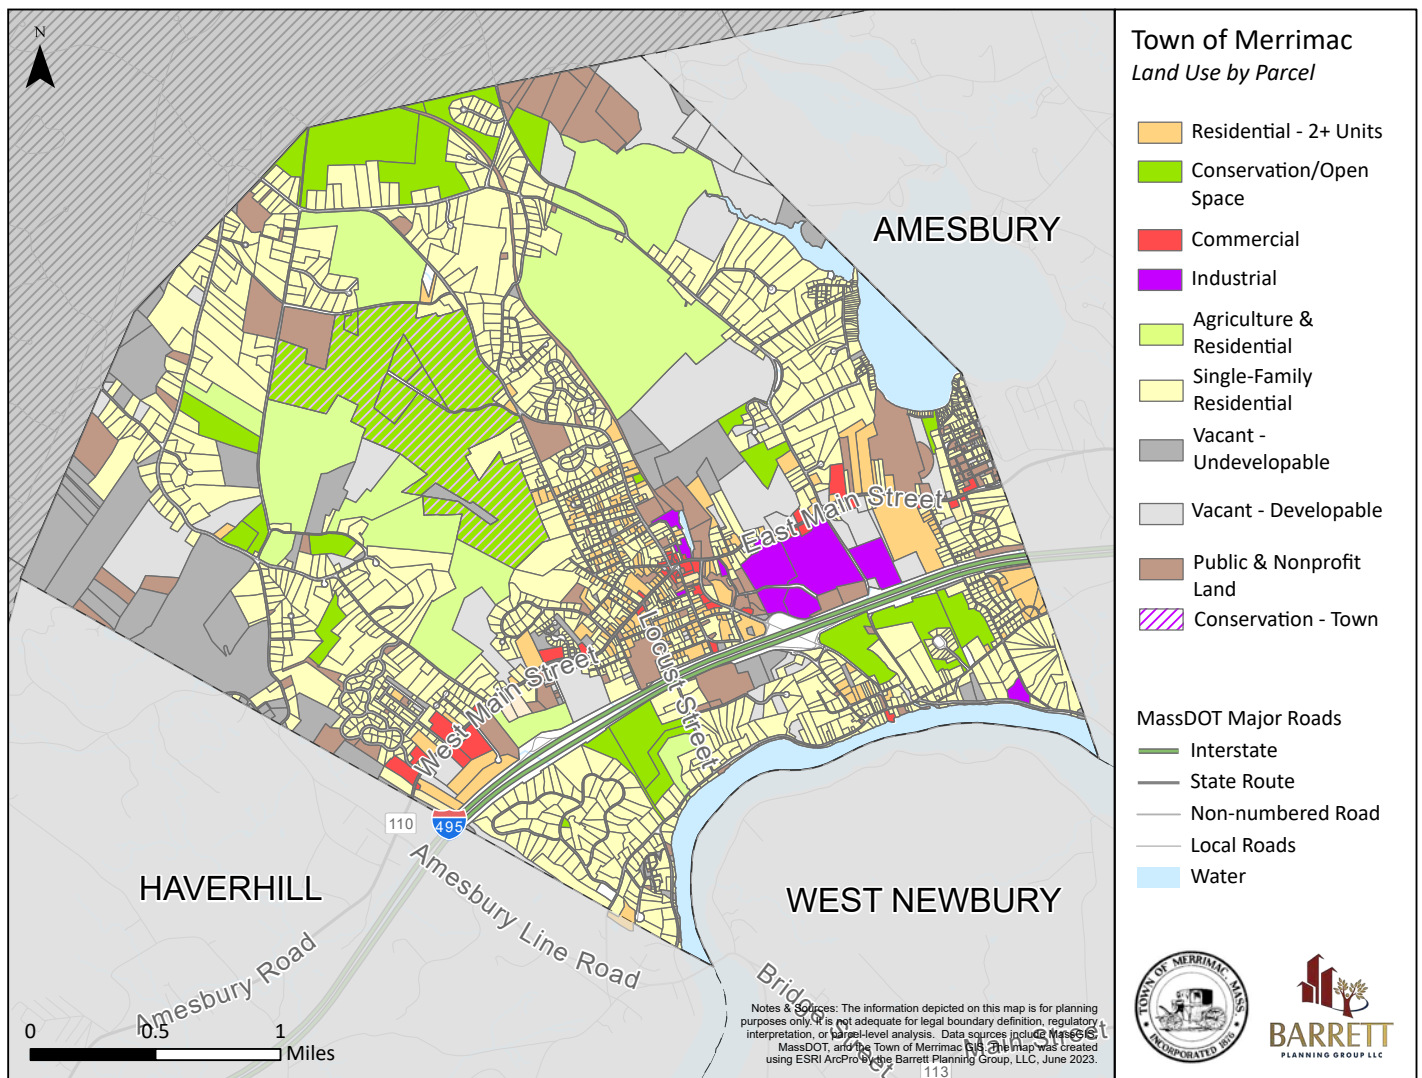 N
AMESBURY
East Main Street
Locust Street
West Main Street
110
495
HAVERHILL
WEST NEWBURY
Amesbury Line Road
Amesbury Road
Bridge Street
Main Street
113
0 0.5 1
Miles
Notes & Sources: The information depicted on this map is for planning
purposes only. It is not adequate for legal boundary definition, regulatory
interpretation, or parcel-level analysis. Data sources include MassGIS,
MassDOT, and the Town of Merrimac GIS. The map was created
using ESRI ArcPro by the Barrett Planning Group, LLC, June 2023.
Town of Merrimac
Land Use by Parcel
Residential - 2+ Units
Conservation/Open
Space
Commercial
Industrial
Agriculture &
Residential
Single-Family
Residential
Vacant -
Undevelopable
Vacant - Developable
Public & Nonprofit
Land
Conservation - Town
MassDOT Major Roads
Interstate
State Route
Non-numbered Road
Local Roads
Water
TOWN OF MERRIMAC, MASS
INCORPORATED 1876
BARRETT
PLANNING GROUP LLC